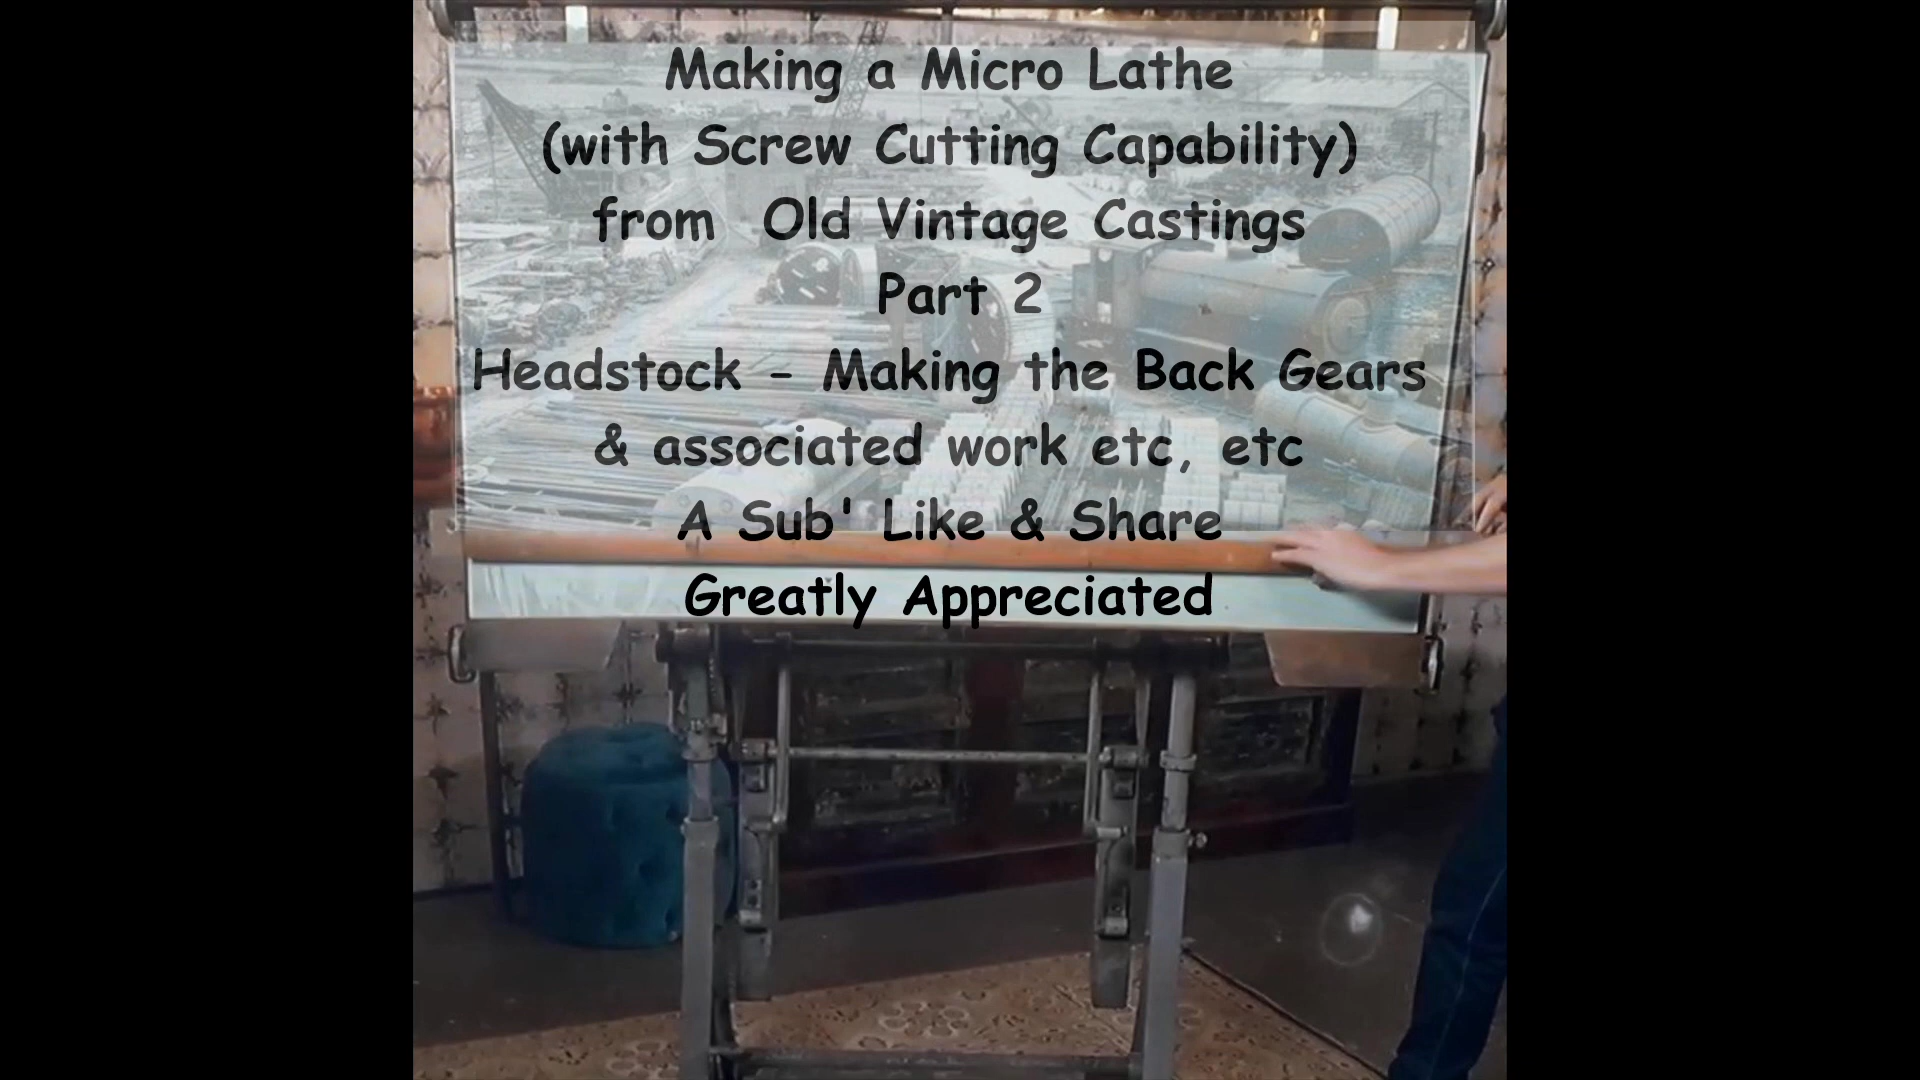 Making a Micro Lathe
(with Screw Cutting Capability)
from Old Vintage Castings
Part 2
Headstock - Making the Back Gears
& associated work etc, etc
A Sub' Like & Share
Greatly Appreciated